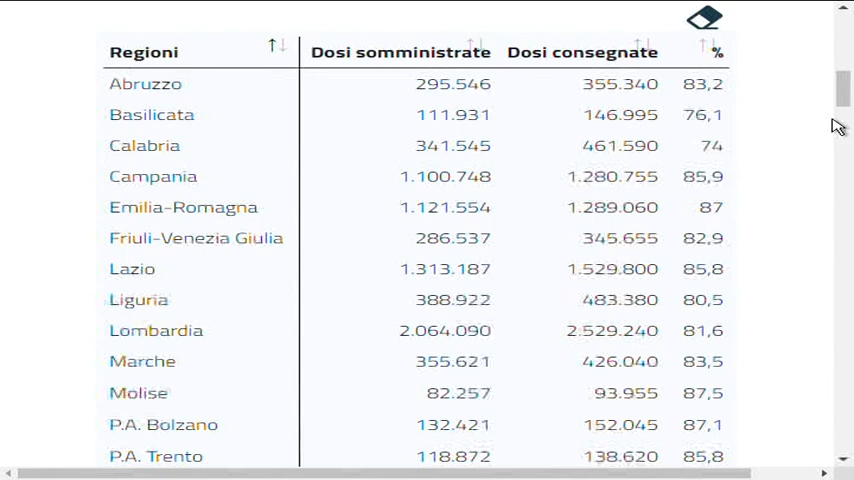 Regioni Dosi somministrate Dosi consegnate %
Abruzzo 295.546 355.340 83,2
Basilicata 111.931 146.995 76,1
Calabria 341.545 461.590 74
Campania 1.100.748 1.280.755 85,9
Emilia-Romagna 1.121.554 1.289.060 87
Friuli-Venezia Giulia 286.537 345.655 82,9
Lazio 1.313.187 1.529.800 85,8
Liguria 388.922 483.380 80,5
Lombardia 2.064.090 2.529.240 81,6
Marche 355.621 426.040 83,5
Molise 82.257 93.955 87,5
P.A. Bolzano 132.421 152.045 87,1
P.A. Trento 118.872 138.620 85,8